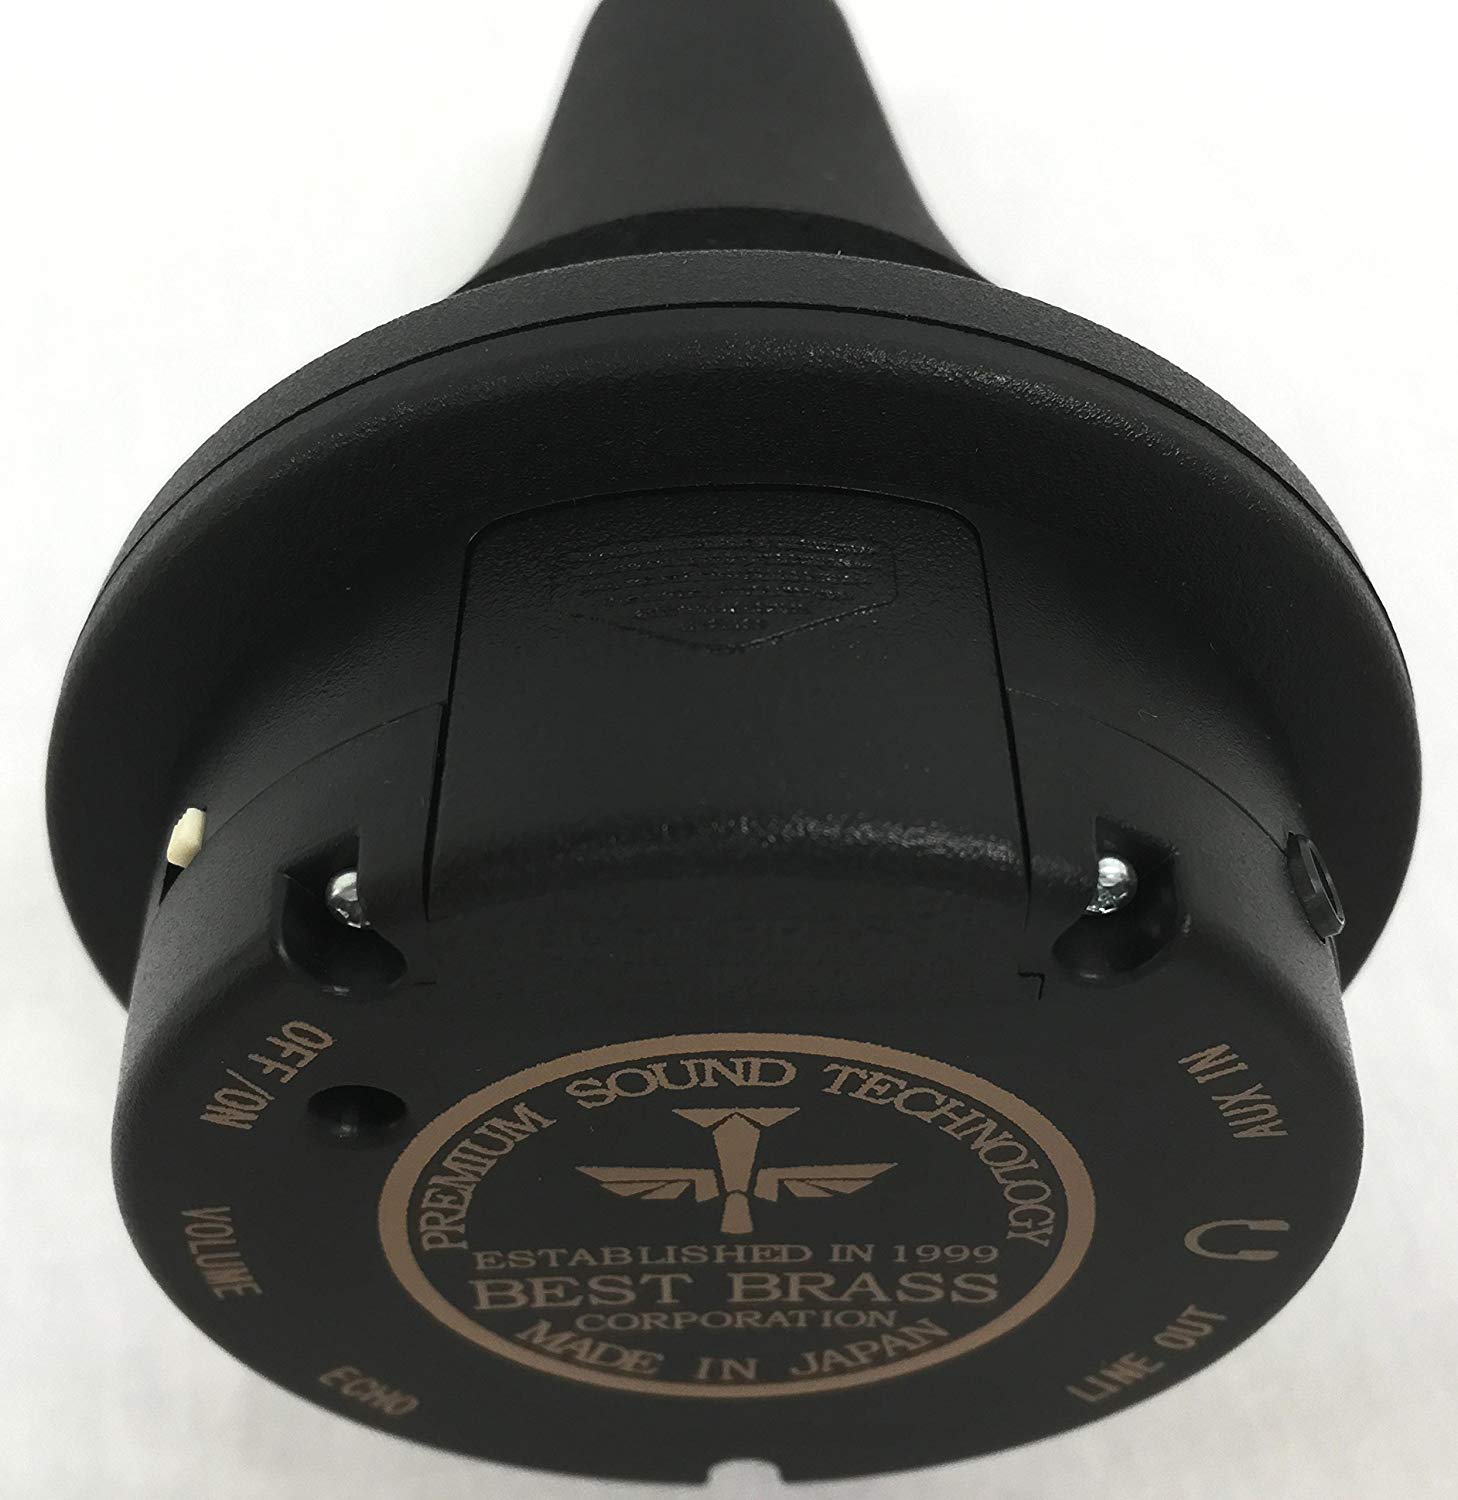 OFF/ON
VOLUME
ECHO
PREMIUM SOUND TECHNOLOGY
ESTABLISHED IN 1999
BEST BRASS
CORPORATION
MADE IN JAPAN
AUX IN
LINE OUT